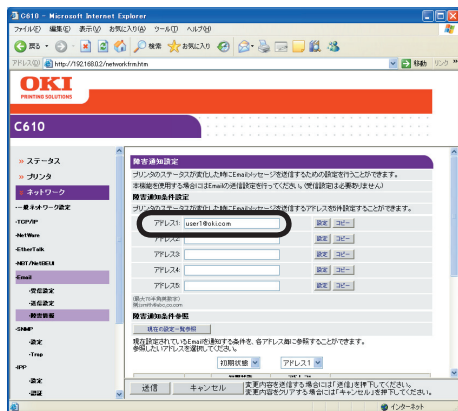 C610 - Microsoft Internet Explorer
ファイル(F) 編集(E) 表示(V) お気に入り(A) ツール(T) ヘルプ(H)
戻る 検索 お気に入り
アドレス(D) http://192.168.0.2/networkfrm.htm 移動 リンク
OKI
PRINTING SOLUTIONS
C610
ステータス
プリンタ
ネットワーク
一般ネットワーク設定
-TCP/IP
-NetWare
-EtherTalk
-NBT/NetBEUI
-Email
-受信設定
-送信設定
-障害情報
-SNMP
-設定
-Trap
-IPP
-設定
-認証
障害通知設定
プリンタのステータスが変化した時にEmailメッセージを送信するための設定を行うことができます。
本機能を使用する場合にはEmailの送信設定を行ってください。(受信設定は必要ありません)
障害通知条件設定
プリンタのステータスが変化した時にEmailメッセージを送信するアドレスを5件設定することができます。
アドレス1: user1@oki.com 設定 コピー
アドレス2: 設定 コピー
アドレス3: 設定 コピー
アドレス4: 設定 コピー
アドレス5: 設定 コピー
障害通知条件参照
現在の設定一覧参照
現在設定されているEmailを通知する条件を、各アドレス毎に参照することができます。
参照したいアドレスを選択してください。
初期状態 アドレス1
送信 キャンセル
変更内容を送信する場合には「送信」を押下してください。
変更内容をクリアする場合には「キャンセル」を押下してください。
インターネット